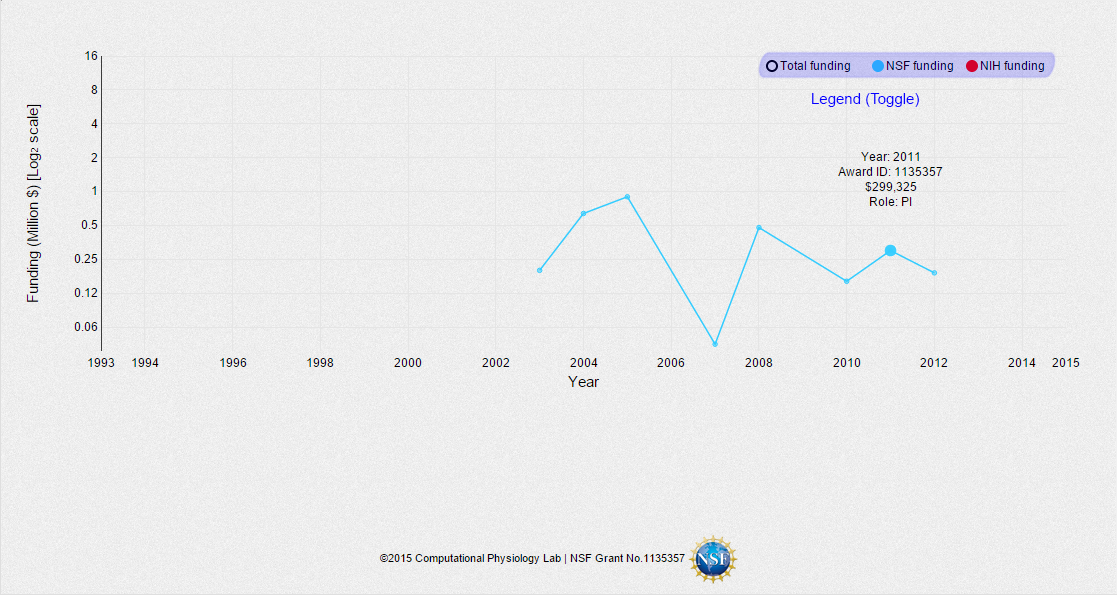 16
8
4
2
1
0.5
0.25
0.12
0.06
Funding (Million $) [Log₂ scale]
Total funding NSF funding NIH funding
Legend (Toggle)
Year: 2011
Award ID: 1135357
$299,325
Role: PI
1993 1994 1996 1998 2000 2002 2004 2006 2008 2010 2012 2014 2015
Year
©2015 Computational Physiology Lab | NSF Grant No.1135357
NSF